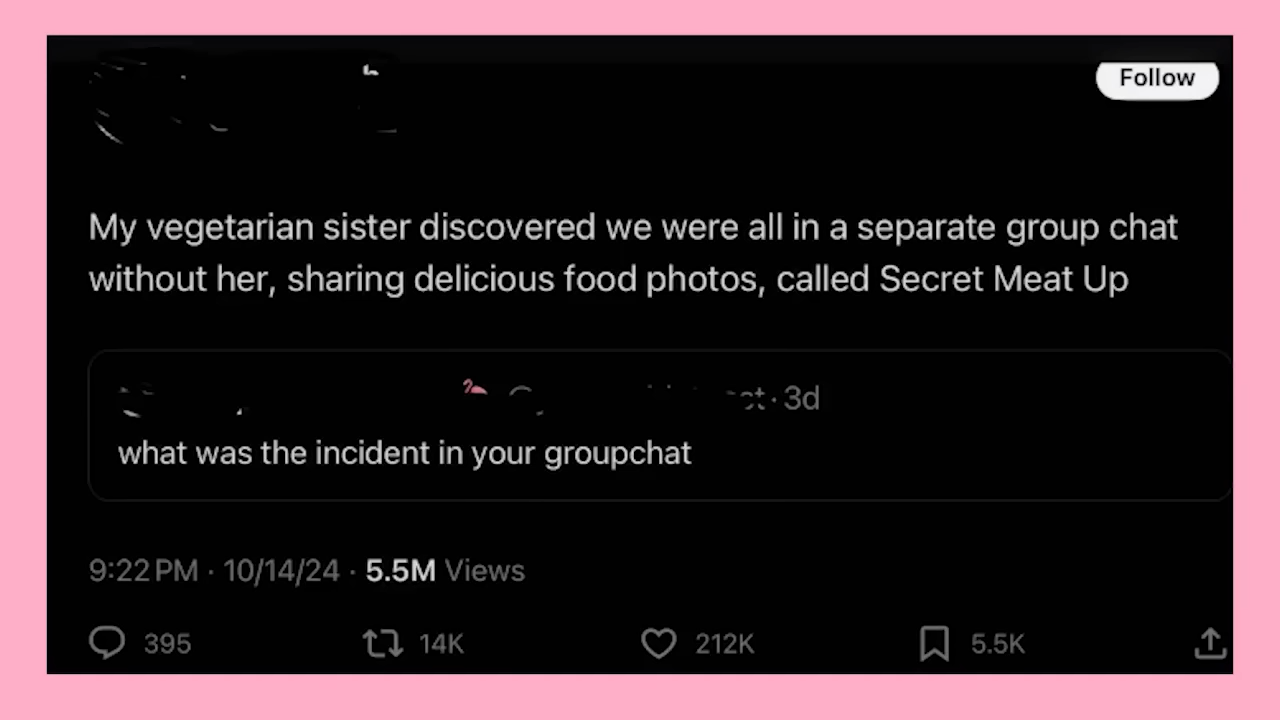 Follow
My vegetarian sister discovered we were all in a separate group chat
without her, sharing delicious food photos, called Secret Meat Up
· 3d
what was the incident in your groupchat
9:22 PM · 10/14/24 · 5.5M Views
395 14K 212K 5.5K